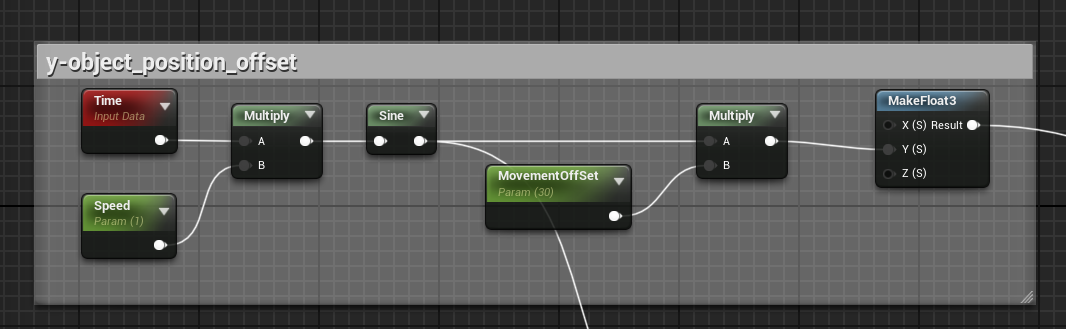 y-object_position_offset
Time
Input Data
Multiply
A
B
Sine
Speed
Param (1)
MovementOffSet
Param (30)
Multiply
A
B
MakeFloat3
X (S) Result
Y (S)
Z (S)